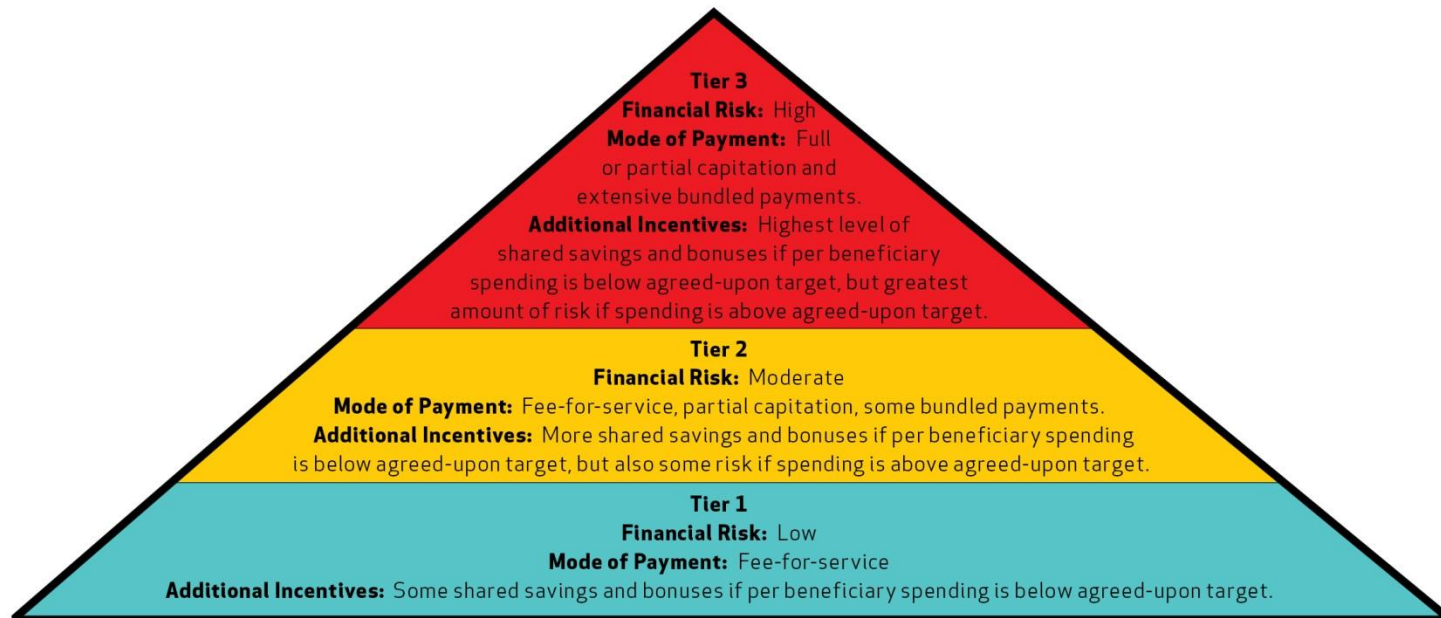 Tier 3
Financial Risk: High
Mode of Payment: Full
or partial capitation and
extensive bundled payments.
Additional Incentives: Highest level of
shared savings and bonuses if per beneficiary
spending is below agreed-upon target, but greatest
amount of risk if spending is above agreed-upon target.
Tier 2
Financial Risk: Moderate
Mode of Payment: Fee-for-service, partial capitation, some bundled payments.
Additional Incentives: More shared savings and bonuses if per beneficiary spending
is below agreed-upon target, but also some risk if spending is above agreed-upon target.
Tier 1
Financial Risk: Low
Mode of Payment: Fee-for-service
Additional Incentives: Some shared savings and bonuses if per beneficiary spending is below agreed-upon target.